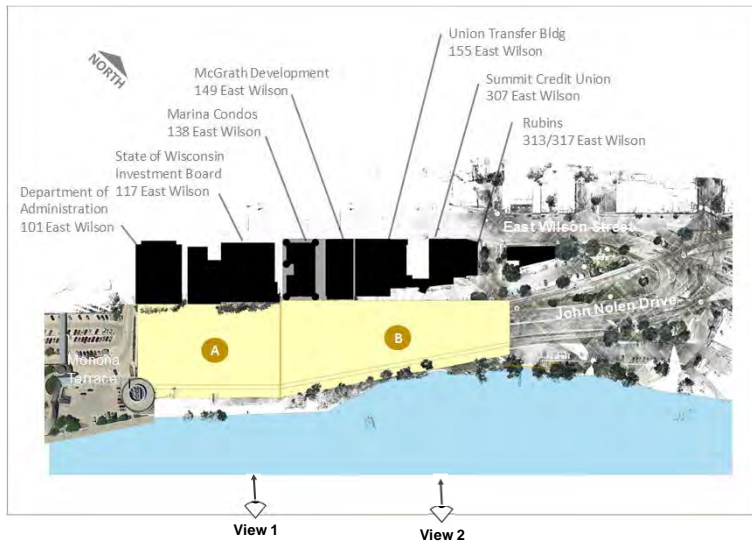 NORTH
Union Transfer Bldg
155 East Wilson
McGrath Development
149 East Wilson
Summit Credit Union
307 East Wilson
Marina Condos
138 East Wilson
Rubins
313/317 East Wilson
State of Wisconsin
Investment Board
117 East Wilson
Department of
Administration
101 East Wilson
East Wilson Street
John Nolen Drive
A
B
Monona
Terrace
View 1
View 2